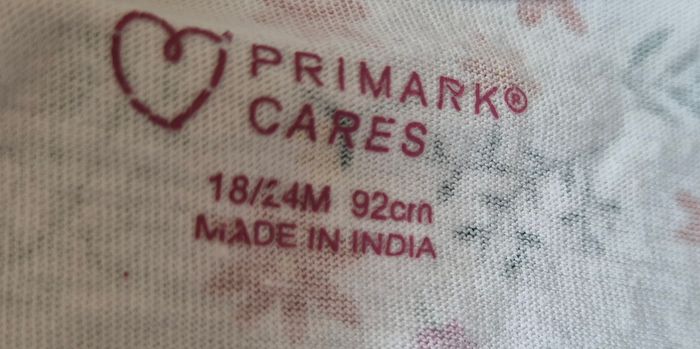 PRIMARK®
CARES
18/24M 92cm
MADE IN INDIA